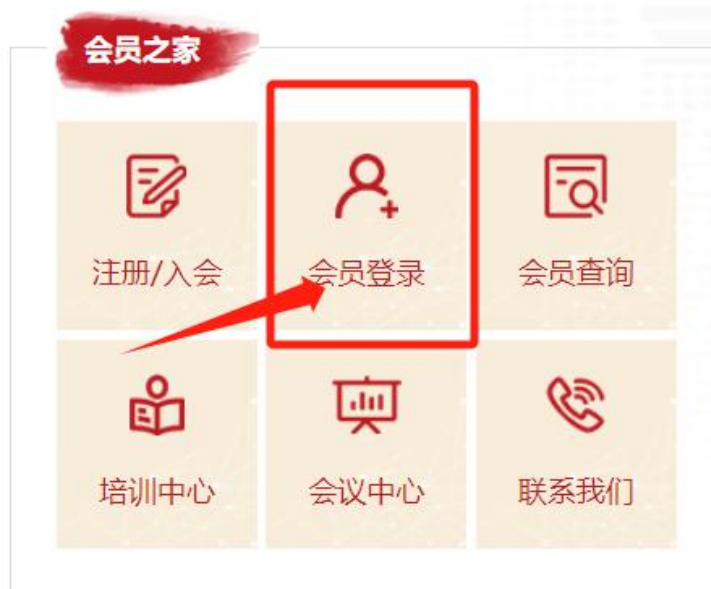 会员之家
注册/入会
会员登录
会员查询
培训中心
会议中心
联系我们